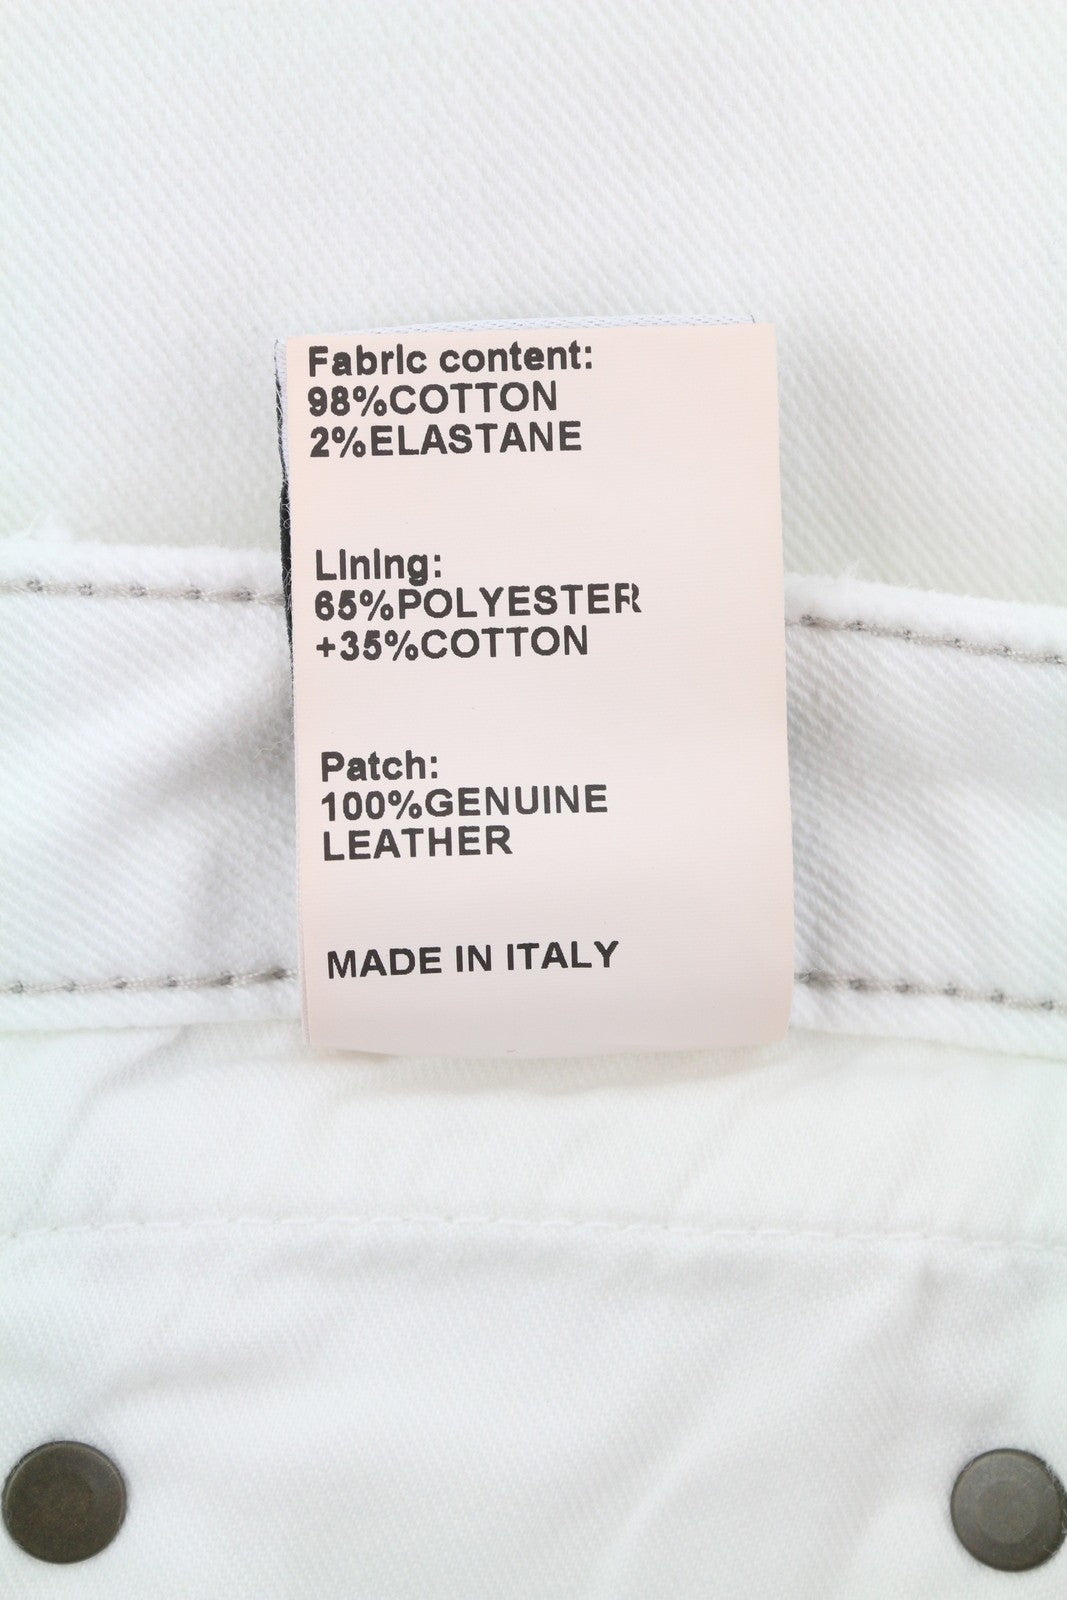 Fabric content:
98%COTTON
2%ELASTANE
Lining:
65%POLYESTER
+35%COTTON
Patch:
100%GENUINE
LEATHER
MADE IN ITALY